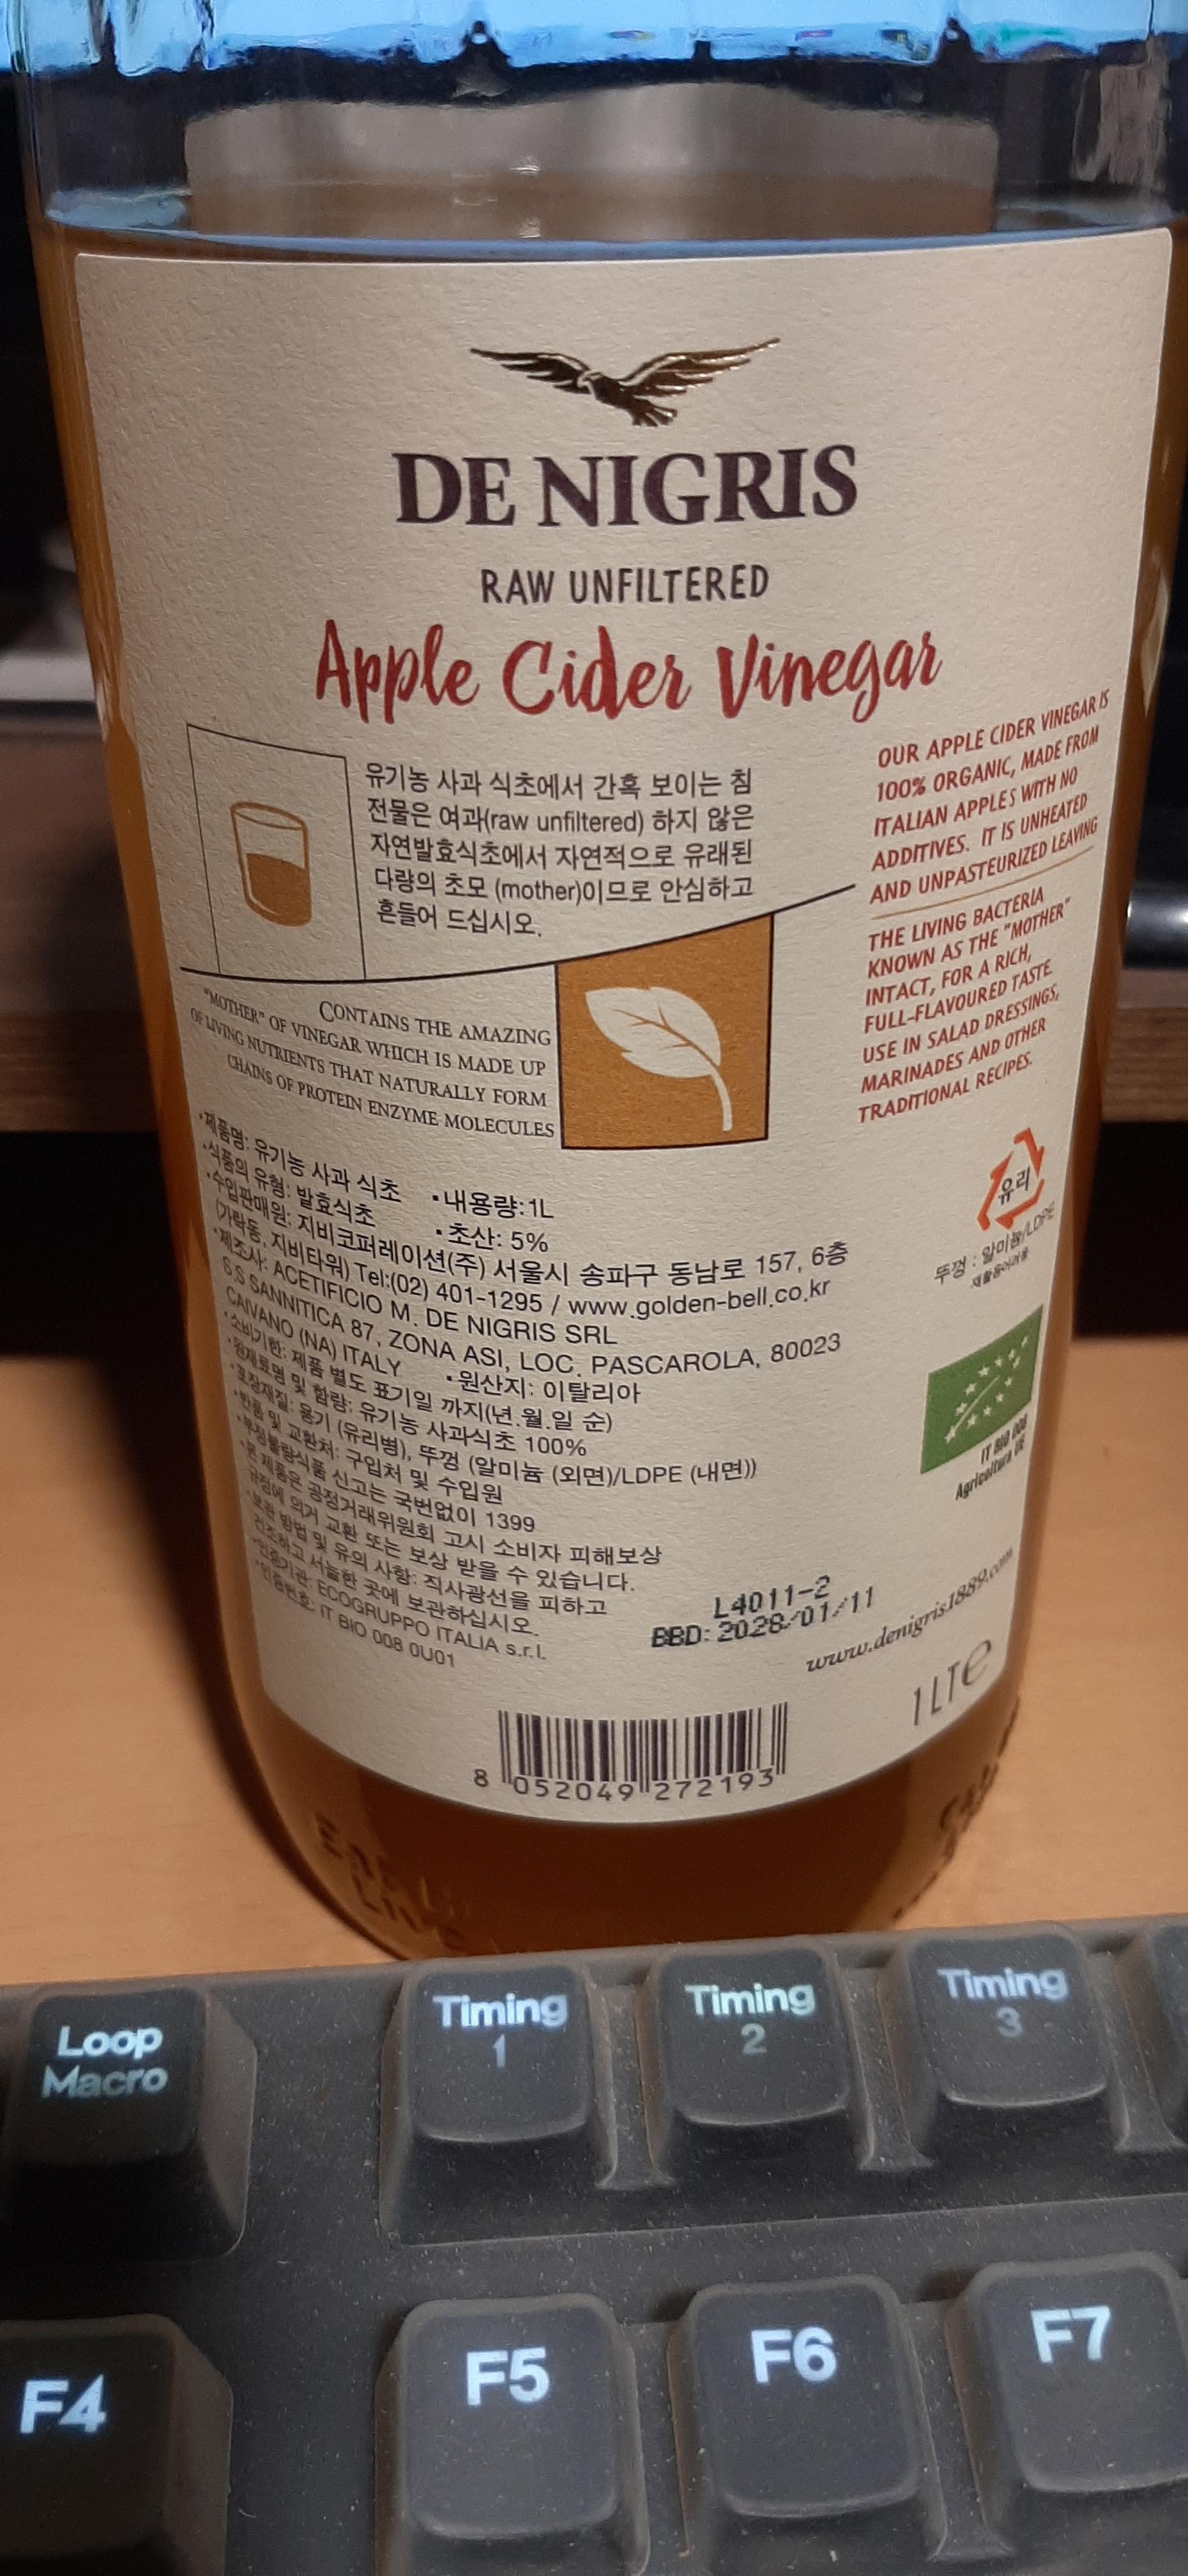 DE NIGRIS
RAW UNFILTERED
Apple Cider Vinegar
유기농 사과 식초에서 간혹 보이는 침
전물은 여과(raw unfiltered) 하지 않은
자연발효식초에서 자연적으로 유래된
다량의 초모 (mother)이므로 안심하고
흔들어 드십시오.
OUR APPLE CIDER VINEGAR IS
100% ORGANIC, MADE FROM
ITALIAN APPLES WITH NO
ADDITIVES. IT IS UNHEATED
AND UNPASTEURIZED LEAVING
THE LIVING BACTERIA
KNOWN AS THE "MOTHER"
INTACT, FOR A RICH,
FULL-FLAVOURED TASTE.
USE IN SALAD DRESSINGS,
MARINADES AND OTHER
TRADITIONAL RECIPES.
CONTAINS THE AMAZING
"MOTHER" OF VINEGAR WHICH IS MADE UP
OF LIVING NUTRIENTS THAT NATURALLY FORM
CHAINS OF PROTEIN ENZYME MOLECULES
•제품명: 유기농 사과 식초 •내용량:1L
•식품의 유형: 발효식초 •초산: 5%
•수입판매원: 지비코퍼레이션(주) 서울시 송파구 동남로 157, 6층
(가락동, 지비타워) Tel:(02) 401-1295 / www.golden-bell.co.kr
•제조사: ACETIFICIO M. DE NIGRIS SRL
S.S SANNITICA 87, ZONA ASI, LOC. PASCAROLA, 80023
CAIVANO (NA) ITALY •원산지: 이탈리아
•소비기한: 제품 별도 표기일 까지(년.월.일 순)
•원재료명 및 함량: 유기농 사과식초 100%
•포장재질: 용기 (유리병), 뚜껑 (알미늄 (외면)/LDPE (내면))
•반품 및 교환처: 구입처 및 수입원
•부정불량식품 신고는 국번없이 1399
•본 제품은 공정거래위원회 고시 소비자 피해보상
규정에 의거 교환 또는 보상 받을 수 있습니다.
•보관 방법 및 유의 사항: 직사광선을 피하고
건조하고 서늘한 곳에 보관하십시오.
•인증기관: ECOGRUPPO ITALIA s.r.l.
•인증번호: IT BIO 008 0U01
유리
뚜껑 : 알미늄/LDPE
재활용어려움
IT BIO 008
Agricoltura UE
L4011-2
BBD: 2028/01/11
www.denigris1889.com
1 LT e
8 052049 272193
Loop
Macro
Timing
1
Timing
2
Timing
3
F4
F5
F6
F7